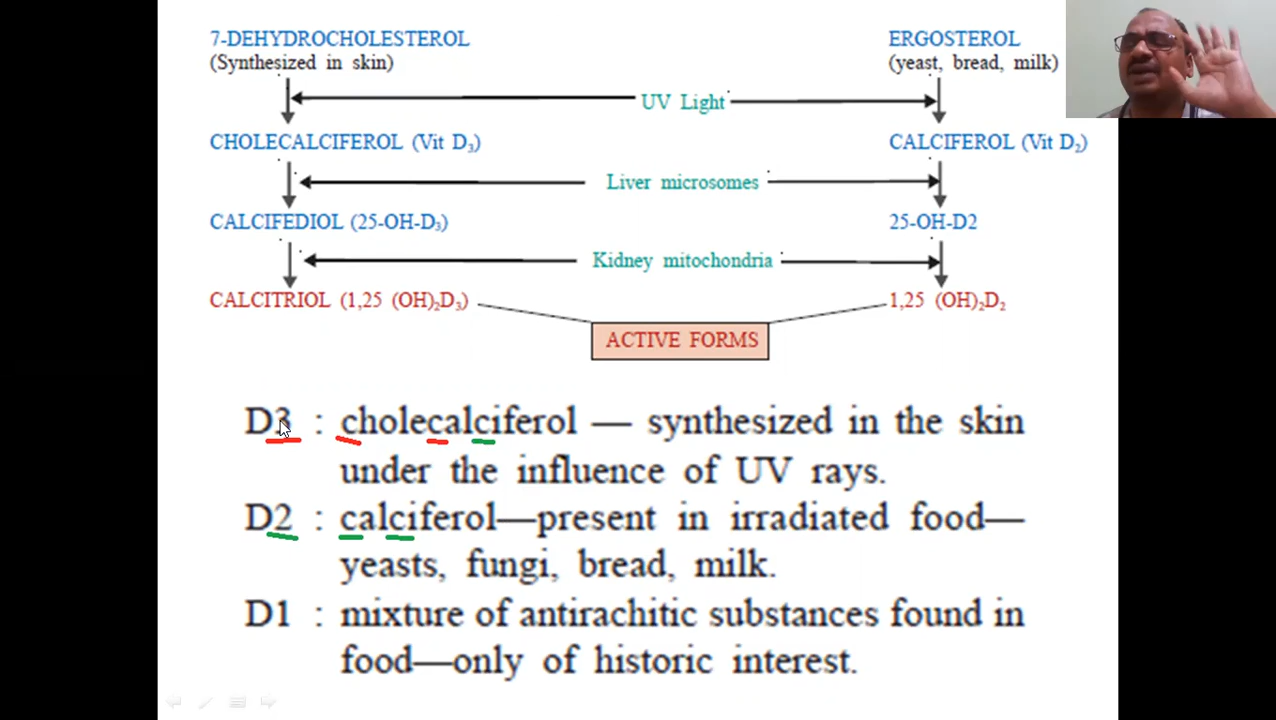 7-DEHYDROCHOLESTEROL ERGOSTEROL
(Synthesized in skin) (yeast, bread, milk)
UV Light
CHOLECALCIFEROL (Vit D₃) CALCIFEROL (Vit D₂)
Liver microsomes
CALCIFEDIOL (25-OH-D₃) 25-OH-D2
Kidney mitochondria
CALCITRIOL (1,25 (OH)₂D₃) 1,25 (OH)₂D₂
ACTIVE FORMS
D3 : cholecalciferol — synthesized in the skin
under the influence of UV rays.
D2 : calciferol—present in irradiated food—
yeasts, fungi, bread, milk.
D1 : mixture of antirachitic substances found in
food—only of historic interest.